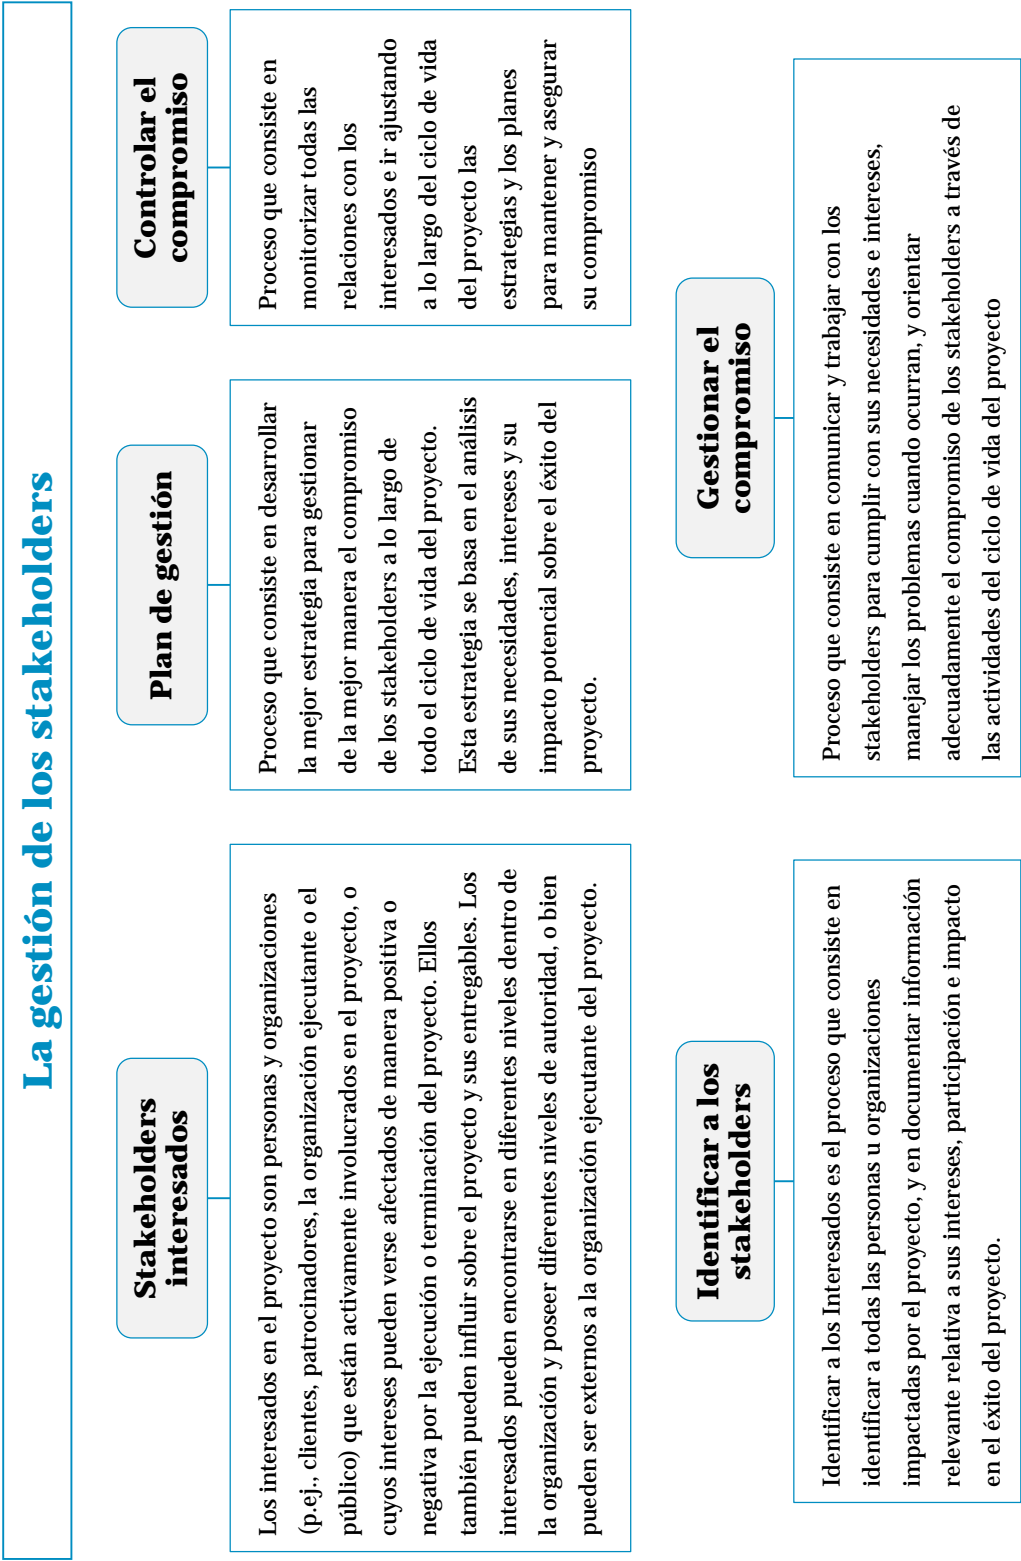 La gestión de los stakeholders
Stakeholders
interesados
Los interesados en el proyecto son personas y organizaciones
(p.ej., clientes, patrocinadores, la organización ejecutante o el
público) que están activamente involucrados en el proyecto, o
cuyos intereses pueden verse afectados de manera positiva o
negativa por la ejecución o terminación del proyecto. Ellos
también pueden influir sobre el proyecto y sus entregables. Los
interesados pueden encontrarse en diferentes niveles dentro de
la organización y poseer diferentes niveles de autoridad, o bien
pueden ser externos a la organización ejecutante del proyecto.
Plan de gestión
Proceso que consiste en desarrollar
la mejor estrategia para gestionar
de la mejor manera el compromiso
de los stakeholders a lo largo de
todo el ciclo de vida del proyecto.
Esta estrategia se basa en el análisis
de sus necesidades, intereses y su
impacto potencial sobre el éxito del
proyecto.
Controlar el
compromiso
Proceso que consiste en
monitorizar todas las
relaciones con los
interesados e ir ajustando
a lo largo del ciclo de vida
del proyecto las
estrategias y los planes
para mantener y asegurar
su compromiso
Identificar a los
stakeholders
Identificar a los Interesados es el proceso que consiste en
identificar a todas las personas u organizaciones
impactadas por el proyecto, y en documentar información
relevante relativa a sus intereses, participación e impacto
en el éxito del proyecto.
Gestionar el
compromiso
Proceso que consiste en comunicar y trabajar con los
stakeholders para cumplir con sus necesidades e intereses,
manejar los problemas cuando ocurran, y orientar
adecuadamente el compromiso de los stakeholders a través de
las actividades del ciclo de vida del proyecto